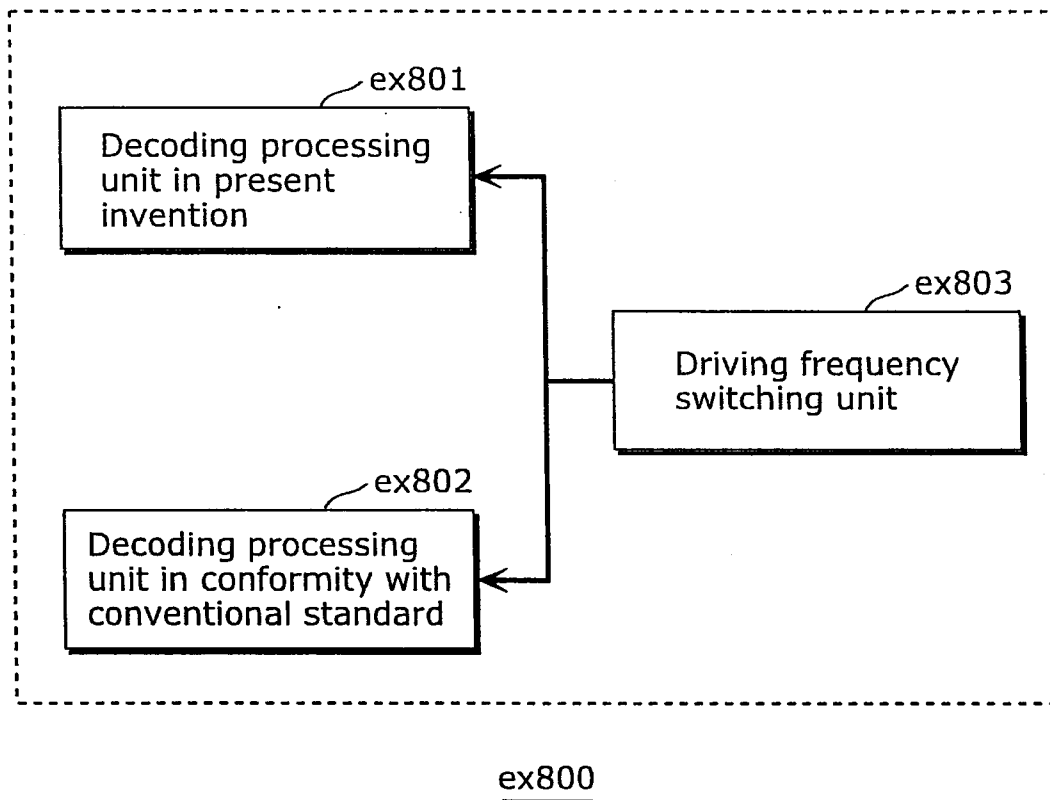 ex801
Decoding processing
unit in present
invention
ex803
Driving frequency
switching unit
ex802
Decoding processing
unit in conformity with
conventional standard
ex800